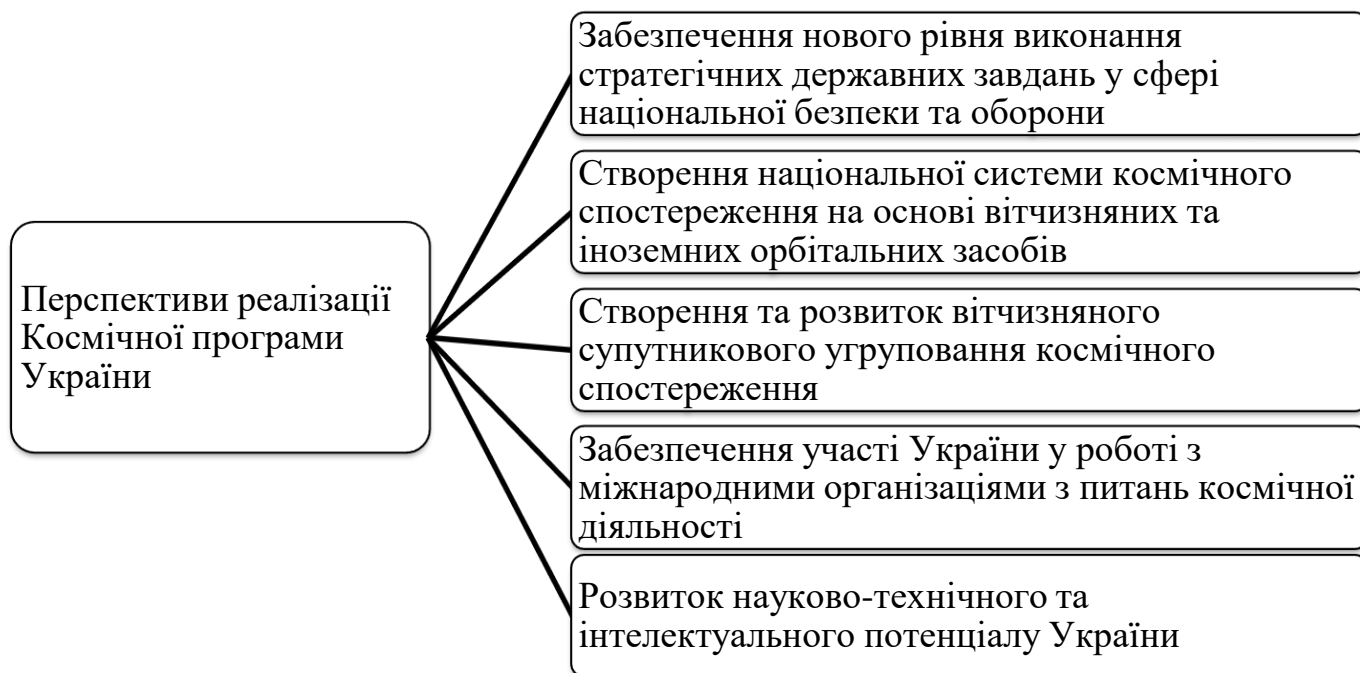 Перспективи реалізації
Космічної програми
України
Забезпечення нового рівня виконання
стратегічних державних завдань у сфері
національної безпеки та оборони
Створення національної системи космічного
спостереження на основі вітчизняних та
іноземних орбітальних засобів
Створення та розвиток вітчизняного
супутникового угруповання космічного
спостереження
Забезпечення участі України у роботі з
міжнародними організаціями з питань космічної
діяльності
Розвиток науково-технічного та
інтелектуального потенціалу України